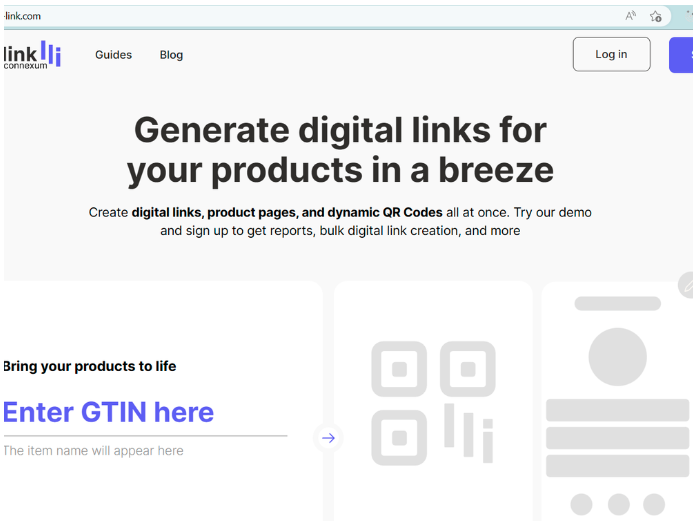 -link.com
link
connexum
Guides
Blog
Log in
Generate digital links for
your products in a breeze
Create digital links, product pages, and dynamic QR Codes all at once. Try our demo
and sign up to get reports, bulk digital link creation, and more
Bring your products to life
Enter GTIN here
The item name will appear here